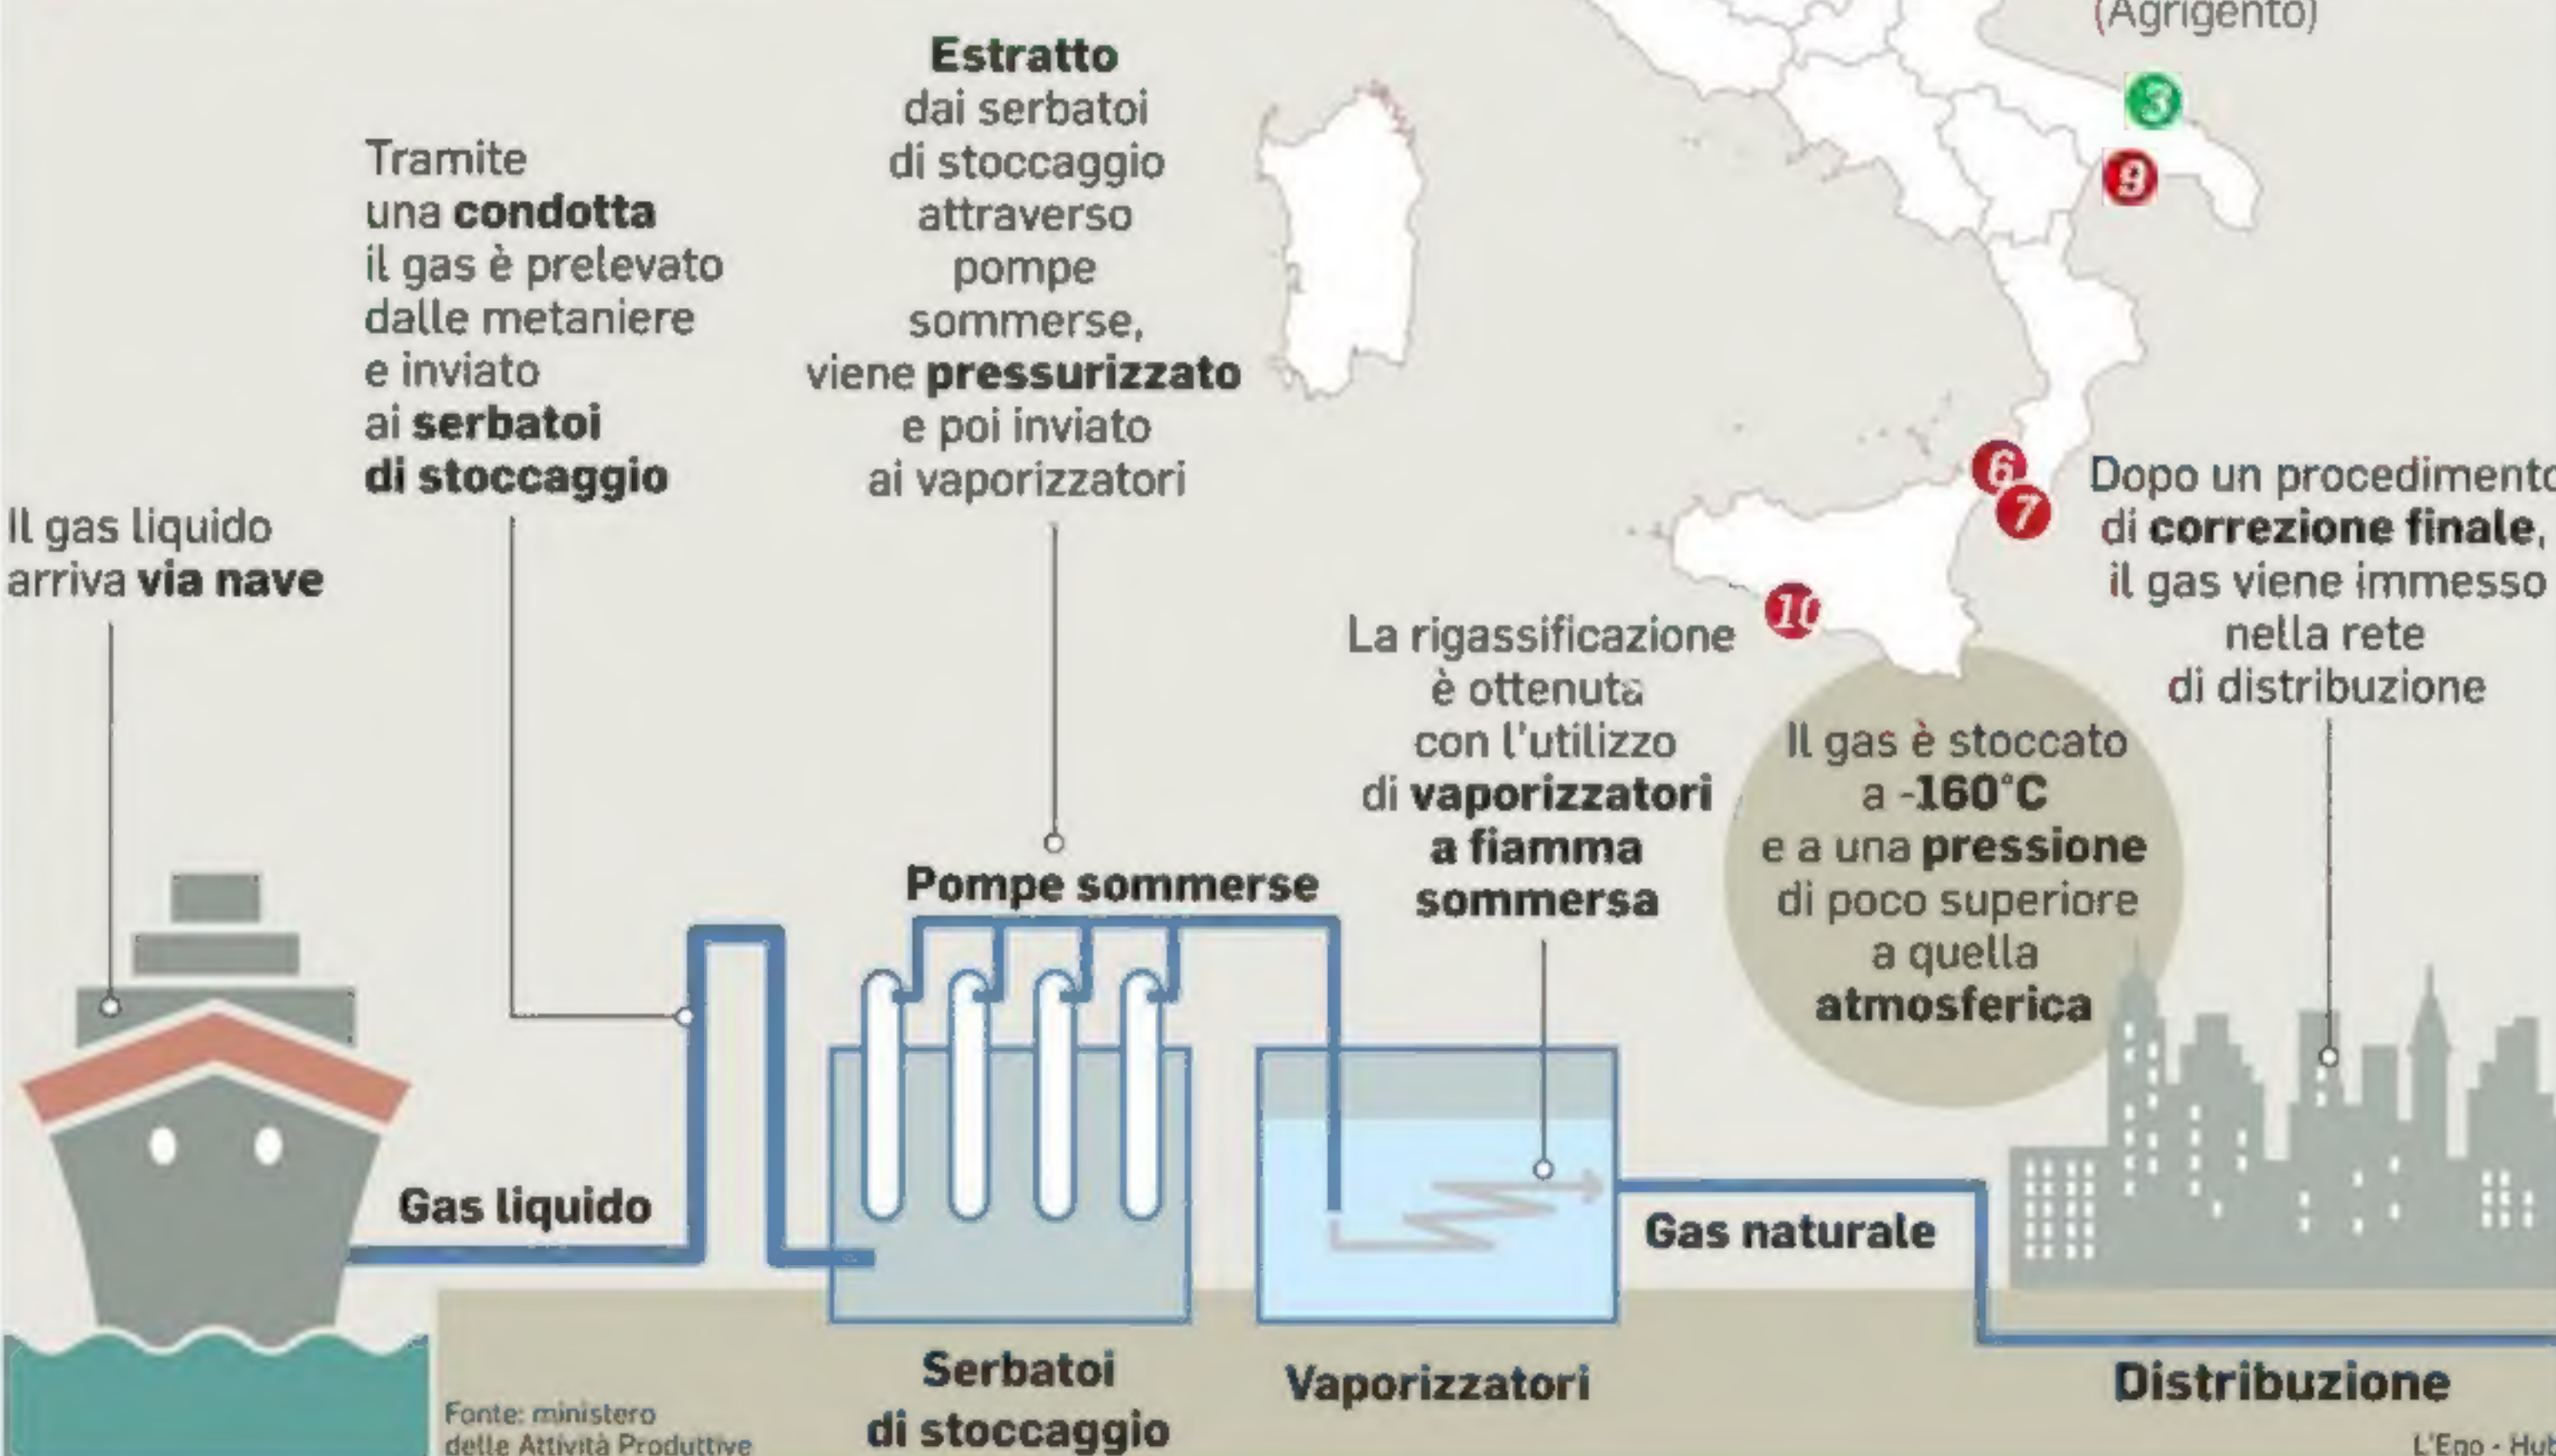 (Agrigento)
3
9
6
7
10
Il gas liquido
arriva via nave
Tramite
una condotta
il gas è prelevato
dalle metaniere
e inviato
ai serbatoi
di stoccaggio
Estratto
dai serbatoi
di stoccaggio
attraverso
pompe
sommerse,
viene pressurizzato
e poi inviato
ai vaporizzatori
La rigassificazione
è ottenuta
con l'utilizzo
di vaporizzatori
a fiamma
sommersa
Il gas è stoccato
a -160°C
e a una pressione
di poco superiore
a quella
atmosferica
Dopo un procedimento
di correzione finale,
il gas viene immesso
nella rete
di distribuzione
Pompe sommerse
Gas liquido
Gas naturale
Serbatoi
di stoccaggio
Vaporizzatori
Distribuzione
Fonte: ministero
delle Attività Produttive
L'Ego - Hub